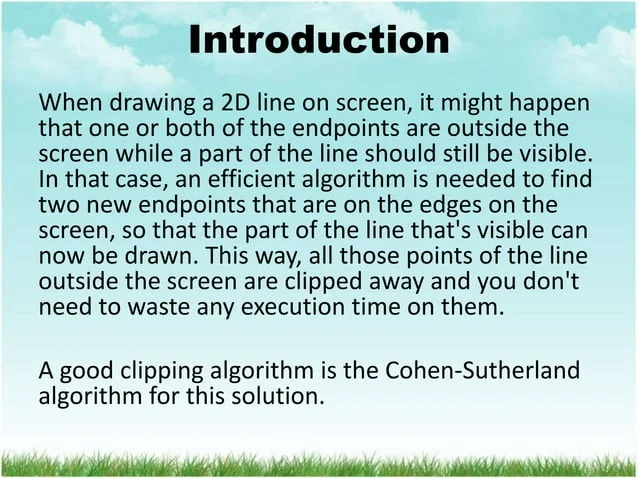 Introduction
When drawing a 2D line on screen, it might happen
that one or both of the endpoints are outside the
screen while a part of the line should still be visible.
In that case, an efficient algorithm is needed to find
two new endpoints that are on the edges on the
screen, so that the part of the line that's visible can
now be drawn. This way, all those points of the line
outside the screen are clipped away and you don't
need to waste any execution time on them.
A good clipping algorithm is the Cohen-Sutherland
algorithm for this solution.